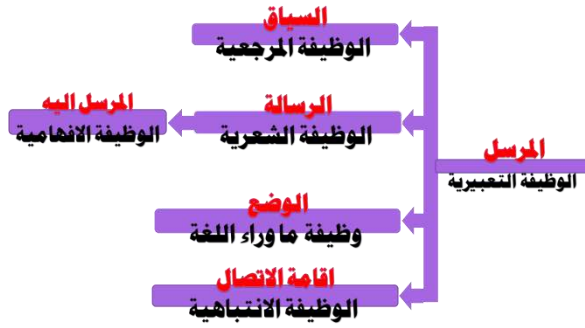 السياق
الوظيفة المرجعية
المرسل
الوظيفة التعبيرية
الرسالة
الوظيفة الشعرية
المرسل اليه
الوظيفة الافهامية
الوضع
وظيفة ما وراء اللغة
اقامة الاتصال
الوظيفة الانتباهية